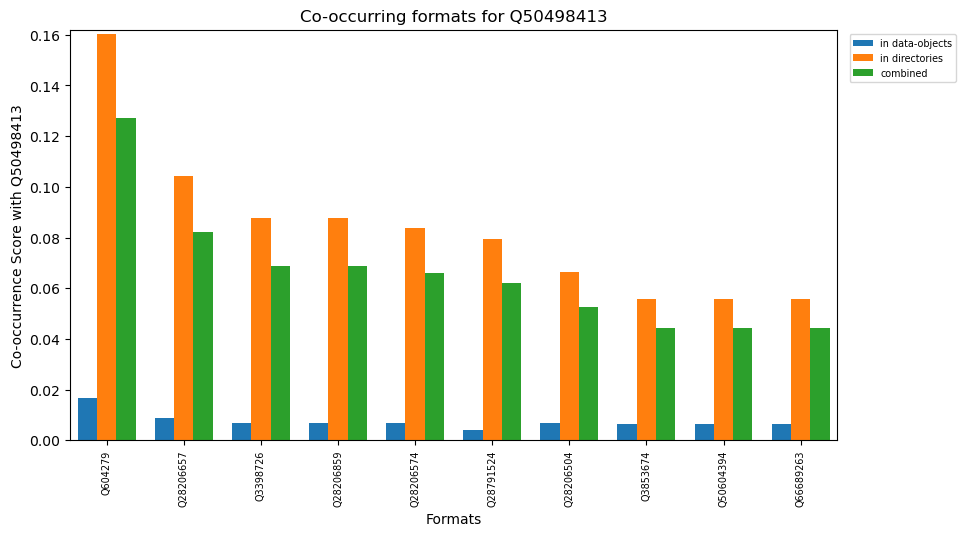 Co-occurring formats for Q50498413
Co-occurrence Score with Q50498413
0.16
0.14
0.12
0.10
0.08
0.06
0.04
0.02
0.00
Q604279
Q28206657
Q3398726
Q28206859
Q28206574
Q28791524
Q28206504
Q3853674
Q50604394
Q66689263
Formats
in data-objects
in directories
combined